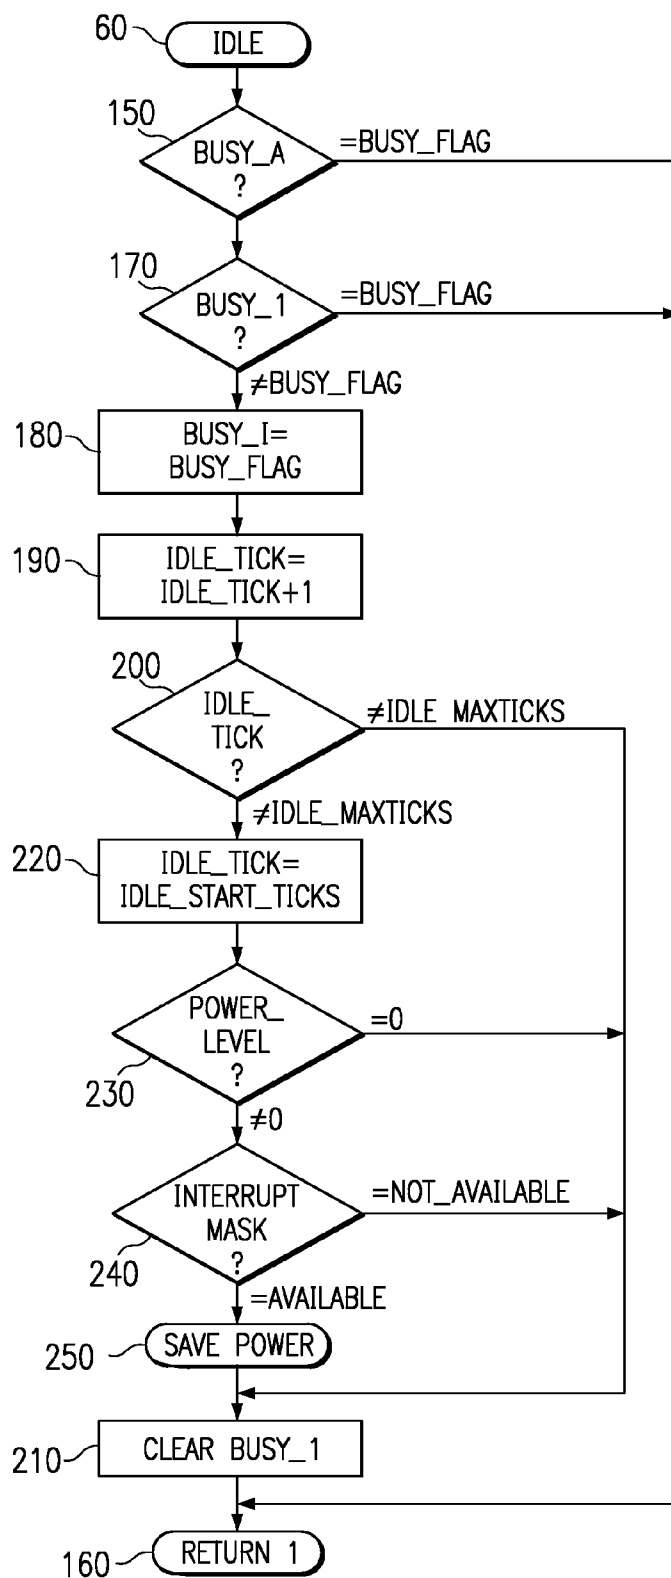 60
IDLE
150
BUSY_A
?
=BUSY_FLAG
170
BUSY_1
?
=BUSY_FLAG
≠BUSY_FLAG
180
BUSY_I=
BUSY_FLAG
190
IDLE_TICK=
IDLE_TICK+1
200
IDLE_
TICK
?
≠IDLE MAXTICKS
≠IDLE_MAXTICKS
220
IDLE_TICK=
IDLE_START_TICKS
POWER_
LEVEL
?
=0
230
≠0
INTERRUPT
MASK
?
=NOT_AVAILABLE
240
=AVAILABLE
250
SAVE POWER
210
CLEAR BUSY_1
160
RETURN 1